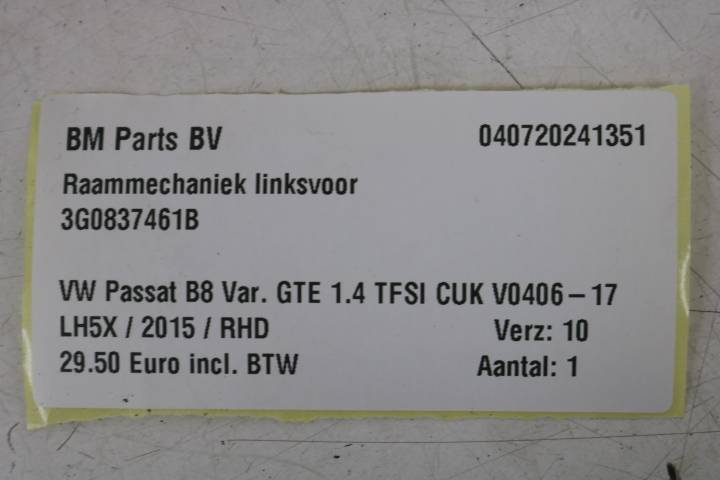 BM Parts BV 040720241351
Raammechaniek linksvoor
3G0837461B
VW Passat B8 Var. GTE 1.4 TFSI CUK V0406-17
LH5X / 2015 / RHD Verz: 10
29.50 Euro incl. BTW Aantal: 1